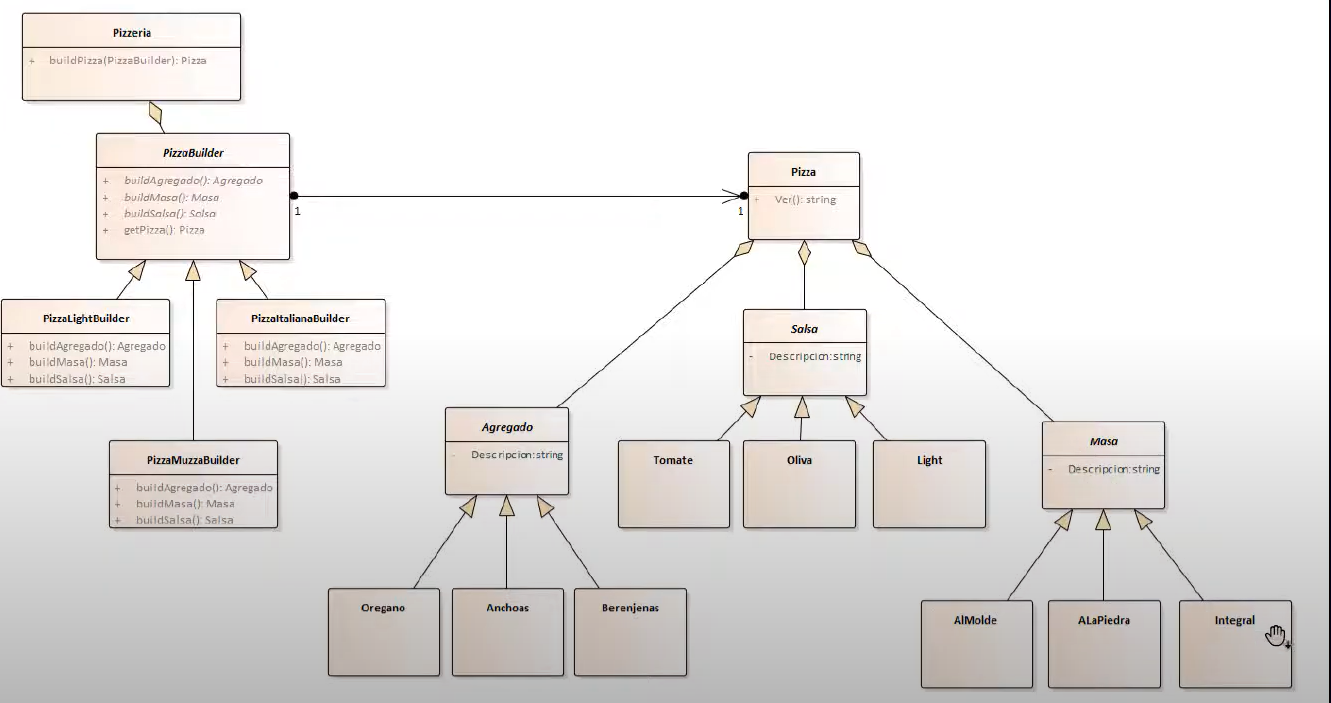 Pizzeria
+ buildPizza(PizzaBuilder): Pizza
PizzaBuilder
+ buildAgregado(): Agregado
+ buildMasa(): Masa
+ buildSalsa(): Salsa
+ getPizza(): Pizza
1
1
Pizza
+ Ver(): string
PizzaLightBuilder
+ buildAgregado(): Agregado
+ buildMasa(): Masa
+ buildSalsa(): Salsa
PizzaItalianaBuilder
+ buildAgregado(): Agregado
+ buildMasa(): Masa
+ buildSalsa(): Salsa
PizzaMuzzaBuilder
+ buildAgregado(): Agregado
+ buildMasa(): Masa
+ buildSalsa(): Salsa
Salsa
- Descripcion:string
Agregado
- Descripcion:string
Masa
- Descripcion:string
Tomate
Oliva
Light
Oregano
Anchoas
Berenjenas
AlMolde
ALaPiedra
Integral